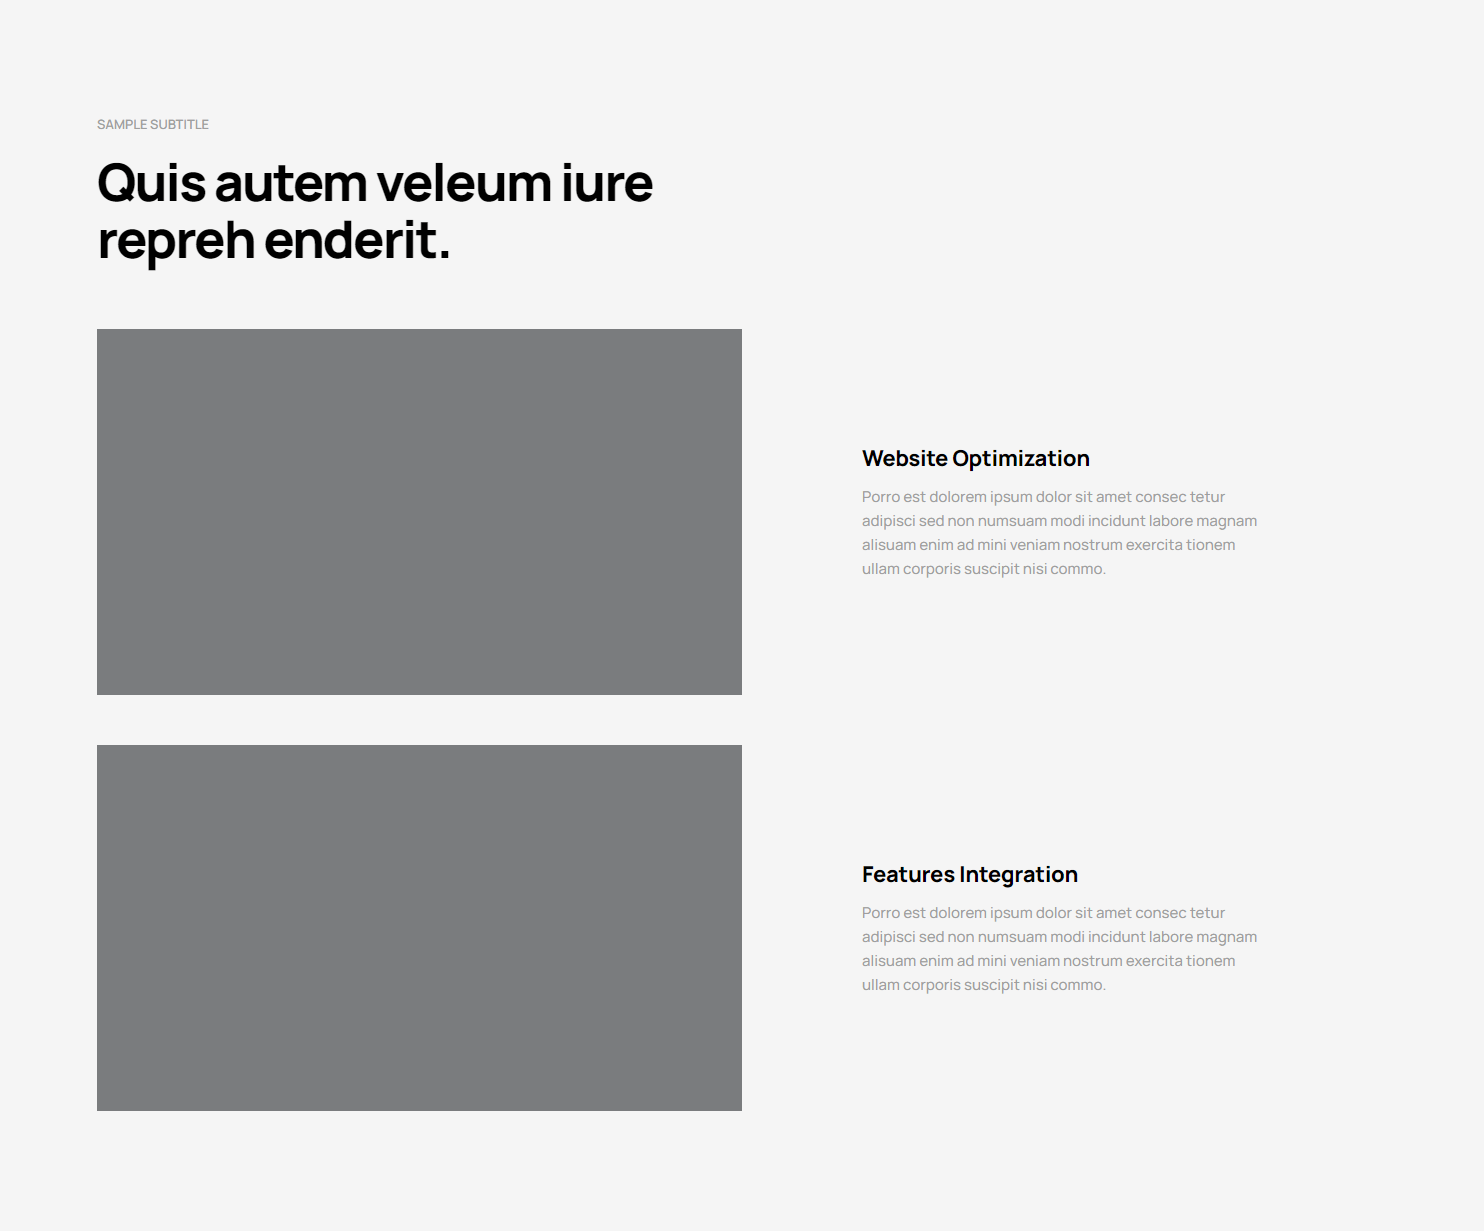 SAMPLE SUBTITLE
Quis autem veleum iure
repreh enderit.
Website Optimization
Porro est dolorem ipsum dolor sit amet consec tetur
adipisci sed non numsuam modi incidunt labore magnam
alisuam enim ad mini veniam nostrum exercita tionem
ullam corporis suscipit nisi commo.
Features Integration
Porro est dolorem ipsum dolor sit amet consec tetur
adipisci sed non numsuam modi incidunt labore magnam
alisuam enim ad mini veniam nostrum exercita tionem
ullam corporis suscipit nisi commo.